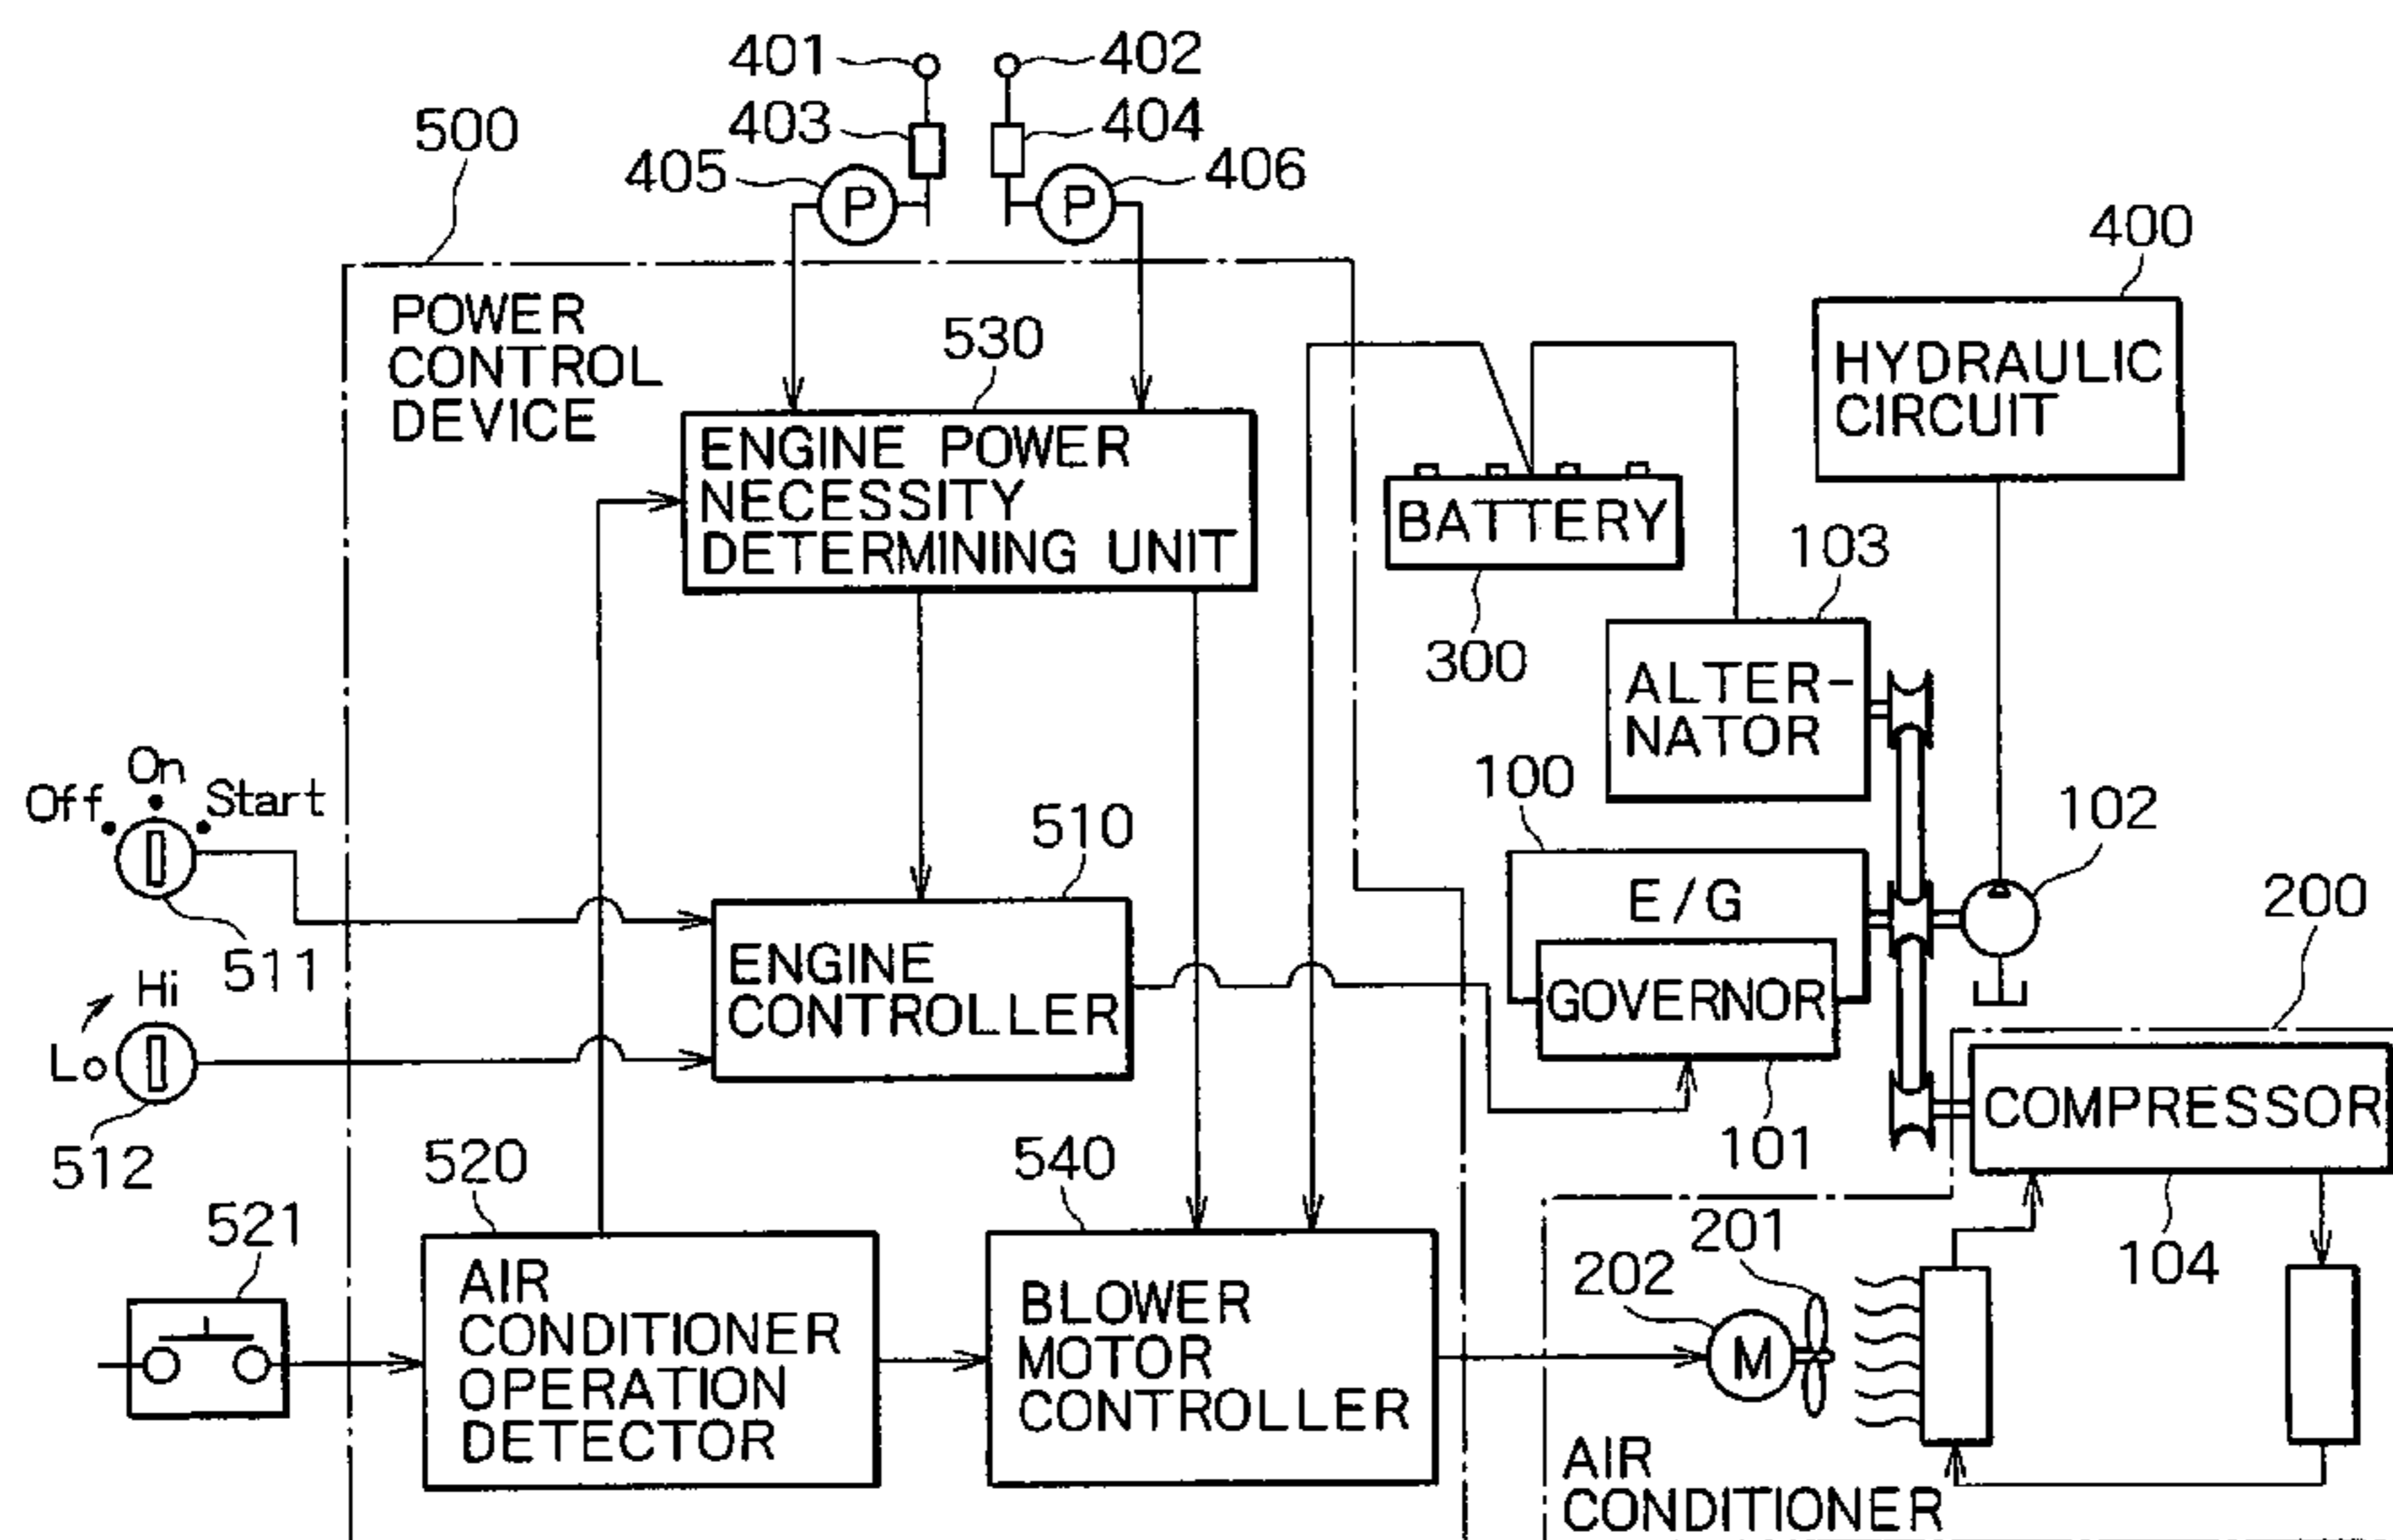 401
402
403
404
500
405
P
P
406
400
POWER
CONTROL
DEVICE
530
HYDRAULIC
CIRCUIT
ENGINE POWER
NECESSITY
DETERMINING UNIT
BATTERY
103
300
ALTER-
NATOR
On
Off
Start
100
510
102
E/G
200
511
ENGINE
CONTROLLER
GOVERNOR
Hi
Lo
COMPRESSOR
512
520
540
101
521
201
202
104
AIR
CONDITIONER
OPERATION
DETECTOR
BLOWER
MOTOR
CONTROLLER
M
AIR
CONDITIONER